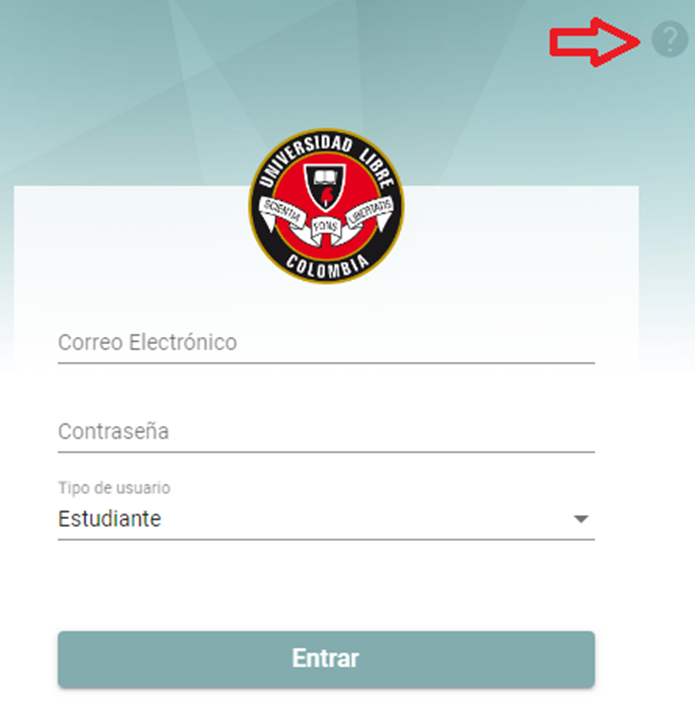 ?
UNIVERSIDAD LIBRE
SCIENTIA
FONS
LIBERTATIS
COLOMBIA
Correo Electrónico
Contraseña
Tipo de usuario
Estudiante
Entrar